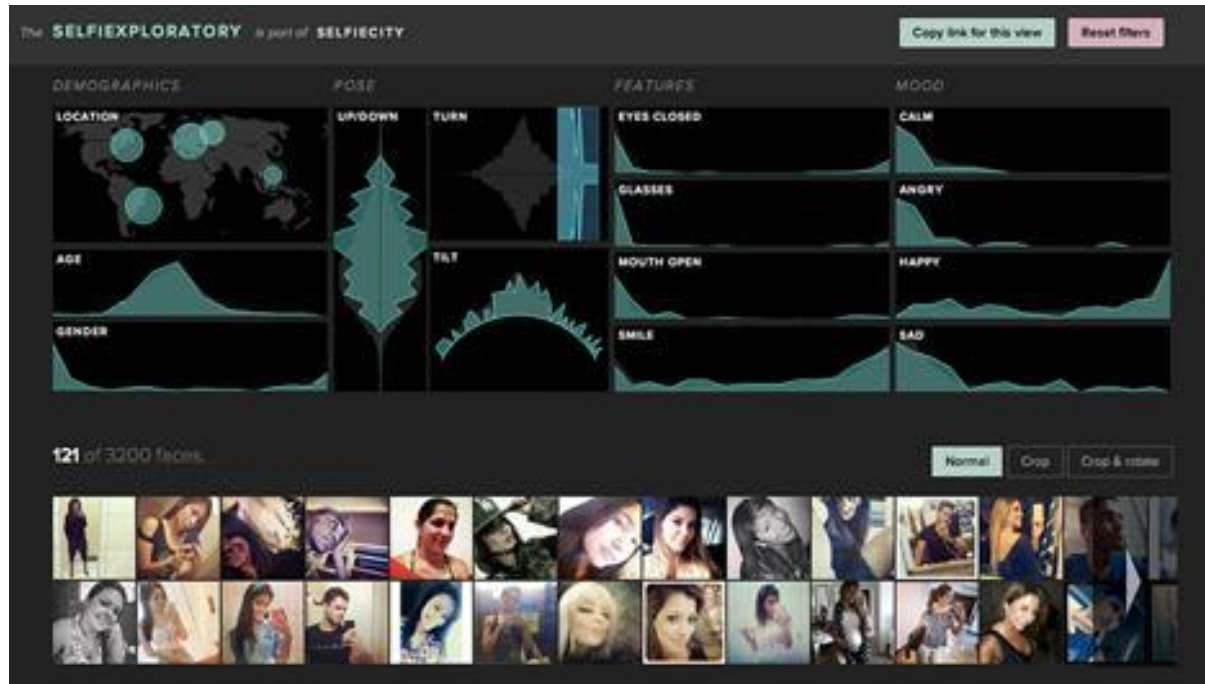 The SELFIEXPLORATORY is part of SELFIECITY
Copy link for this view
Reset filters
DEMOGRAPHICS
POSE
FEATURES
MOOD
LOCATION
UP/DOWN
TURN
EYES CLOSED
CALM
GLASSES
ANGRY
AGE
TILT
MOUTH OPEN
HAPPY
GENDER
SMILE
SAD
121 of 3200 faces.
Normal
Crop
Crop & rotate